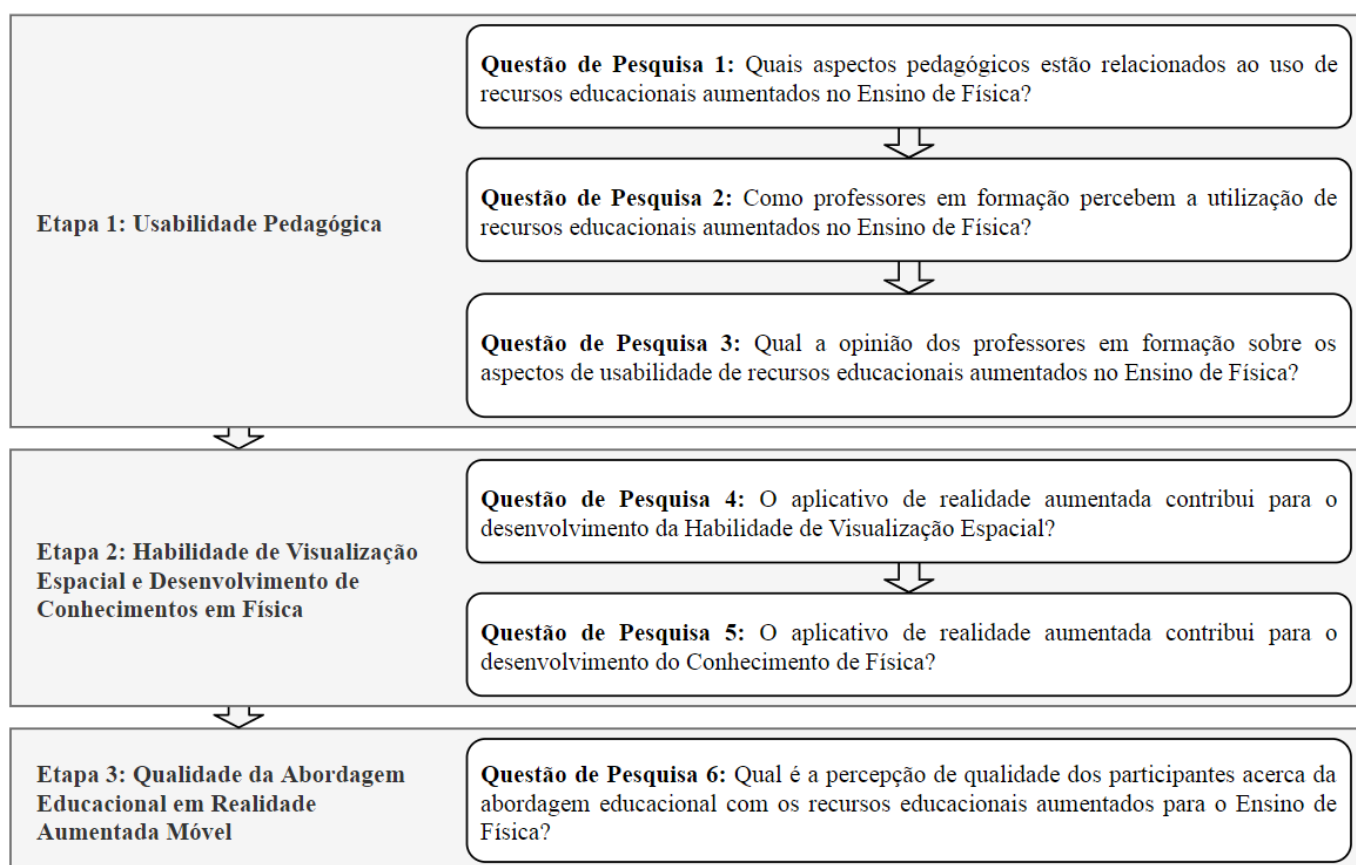 Questão de Pesquisa 1: Quais aspectos pedagógicos estão relacionados ao uso de
recursos educacionais aumentados no Ensino de Física?
Etapa 1: Usabilidade Pedagógica
Questão de Pesquisa 2: Como professores em formação percebem a utilização de
recursos educacionais aumentados no Ensino de Física?
Questão de Pesquisa 3: Qual a opinião dos professores em formação sobre os
aspectos de usabilidade de recursos educacionais aumentados no Ensino de Física?
Etapa 2: Habilidade de Visualização
Espacial e Desenvolvimento de
Conhecimentos em Física
Questão de Pesquisa 4: O aplicativo de realidade aumentada contribui para o
desenvolvimento da Habilidade de Visualização Espacial?
Questão de Pesquisa 5: O aplicativo de realidade aumentada contribui para o
desenvolvimento do Conhecimento de Física?
Etapa 3: Qualidade da Abordagem
Educacional em Realidade
Aumentada Móvel
Questão de Pesquisa 6: Qual é a percepção de qualidade dos participantes acerca da
abordagem educacional com os recursos educacionais aumentados para o Ensino de
Física?